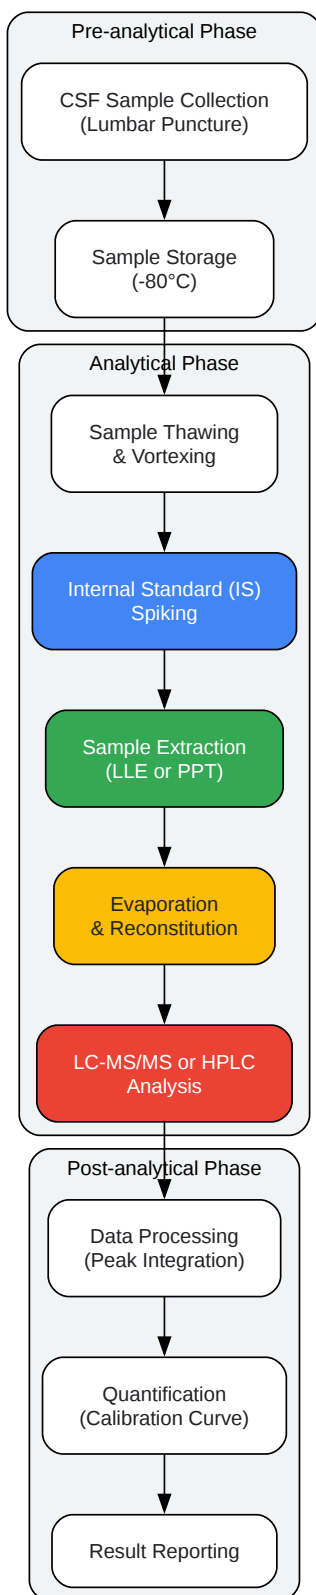 Pre-analytical Phase
CSF Sample Collection
(Lumbar Puncture)
Sample Storage
(-80°C)
Analytical Phase
Sample Thawing
& Vortexing
Internal Standard (IS)
Spiking
Sample Extraction
(LLE or PPT)
Evaporation
& Reconstitution
LC-MS/MS or HPLC
Analysis
Post-analytical Phase
Data Processing
(Peak Integration)
Quantification
(Calibration Curve)
Result Reporting